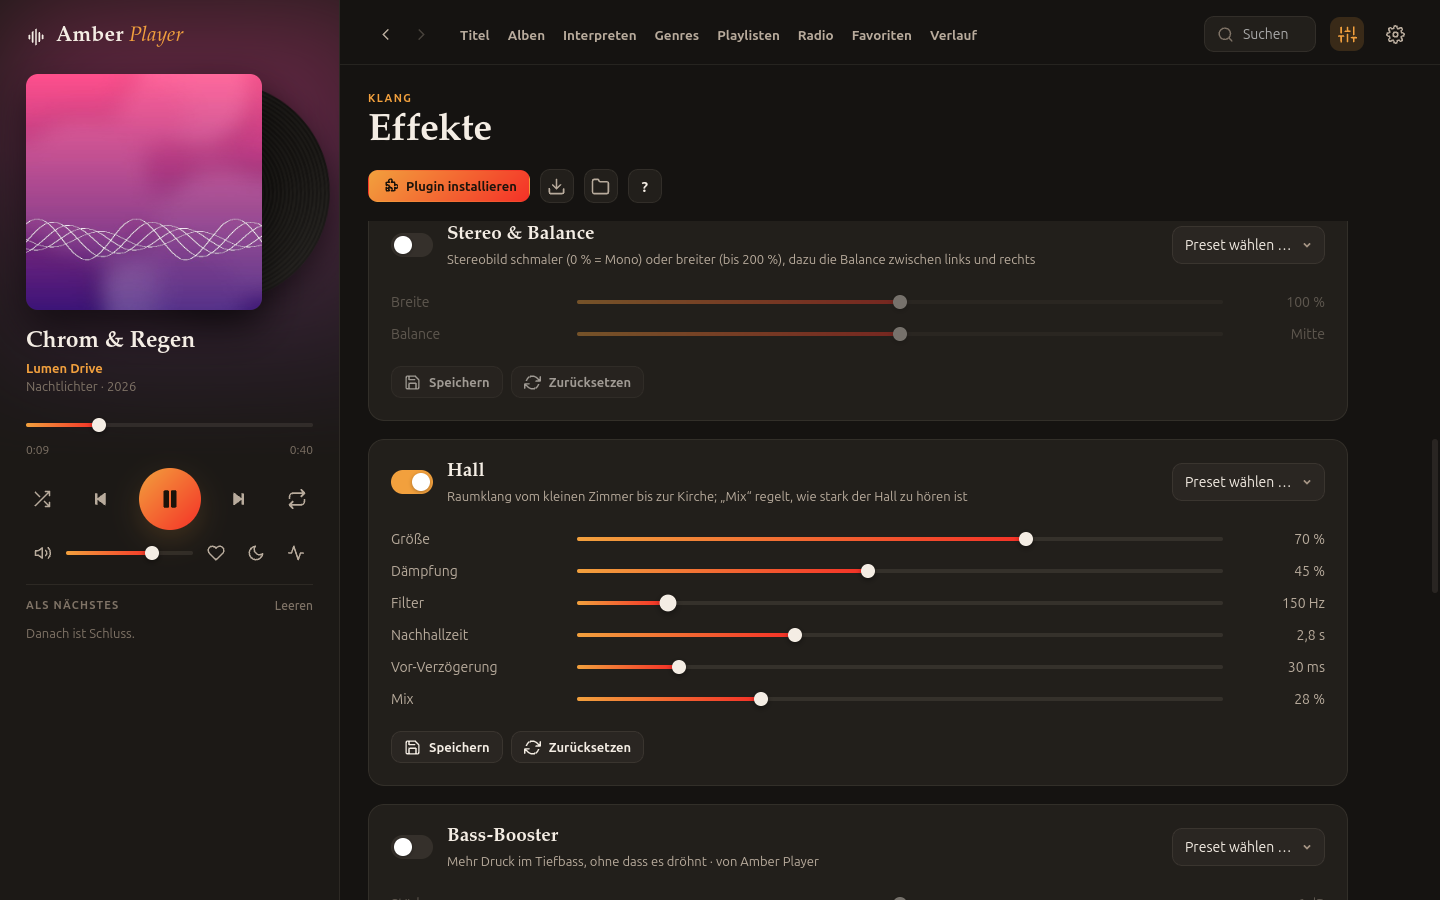 Amber Player
Titel Alben Interpreten Genres Playlisten Radio Favoriten Verlauf
Suchen
KLANG
Effekte
Plugin installieren ?
Stereo & Balance
Stereobild schmaler (0 % = Mono) oder breiter (bis 200 %), dazu die Balance zwischen links und rechts
Preset wählen ...
Breite 100 %
Balance Mitte
Speichern Zurücksetzen
Chrom & Regen
Lumen Drive
Nachtlichter · 2026
0:09 0:40
ALS NÄCHSTES Leeren
Danach ist Schluss.
Hall
Raumklang vom kleinen Zimmer bis zur Kirche; „Mix“ regelt, wie stark der Hall zu hören ist
Preset wählen ...
Größe 70 %
Dämpfung 45 %
Filter 150 Hz
Nachhallzeit 2,8 s
Vor-Verzögerung 30 ms
Mix 28 %
Speichern Zurücksetzen
Bass-Booster
Mehr Druck im Tiefbass, ohne dass es dröhnt · von Amber Player
Preset wählen ...